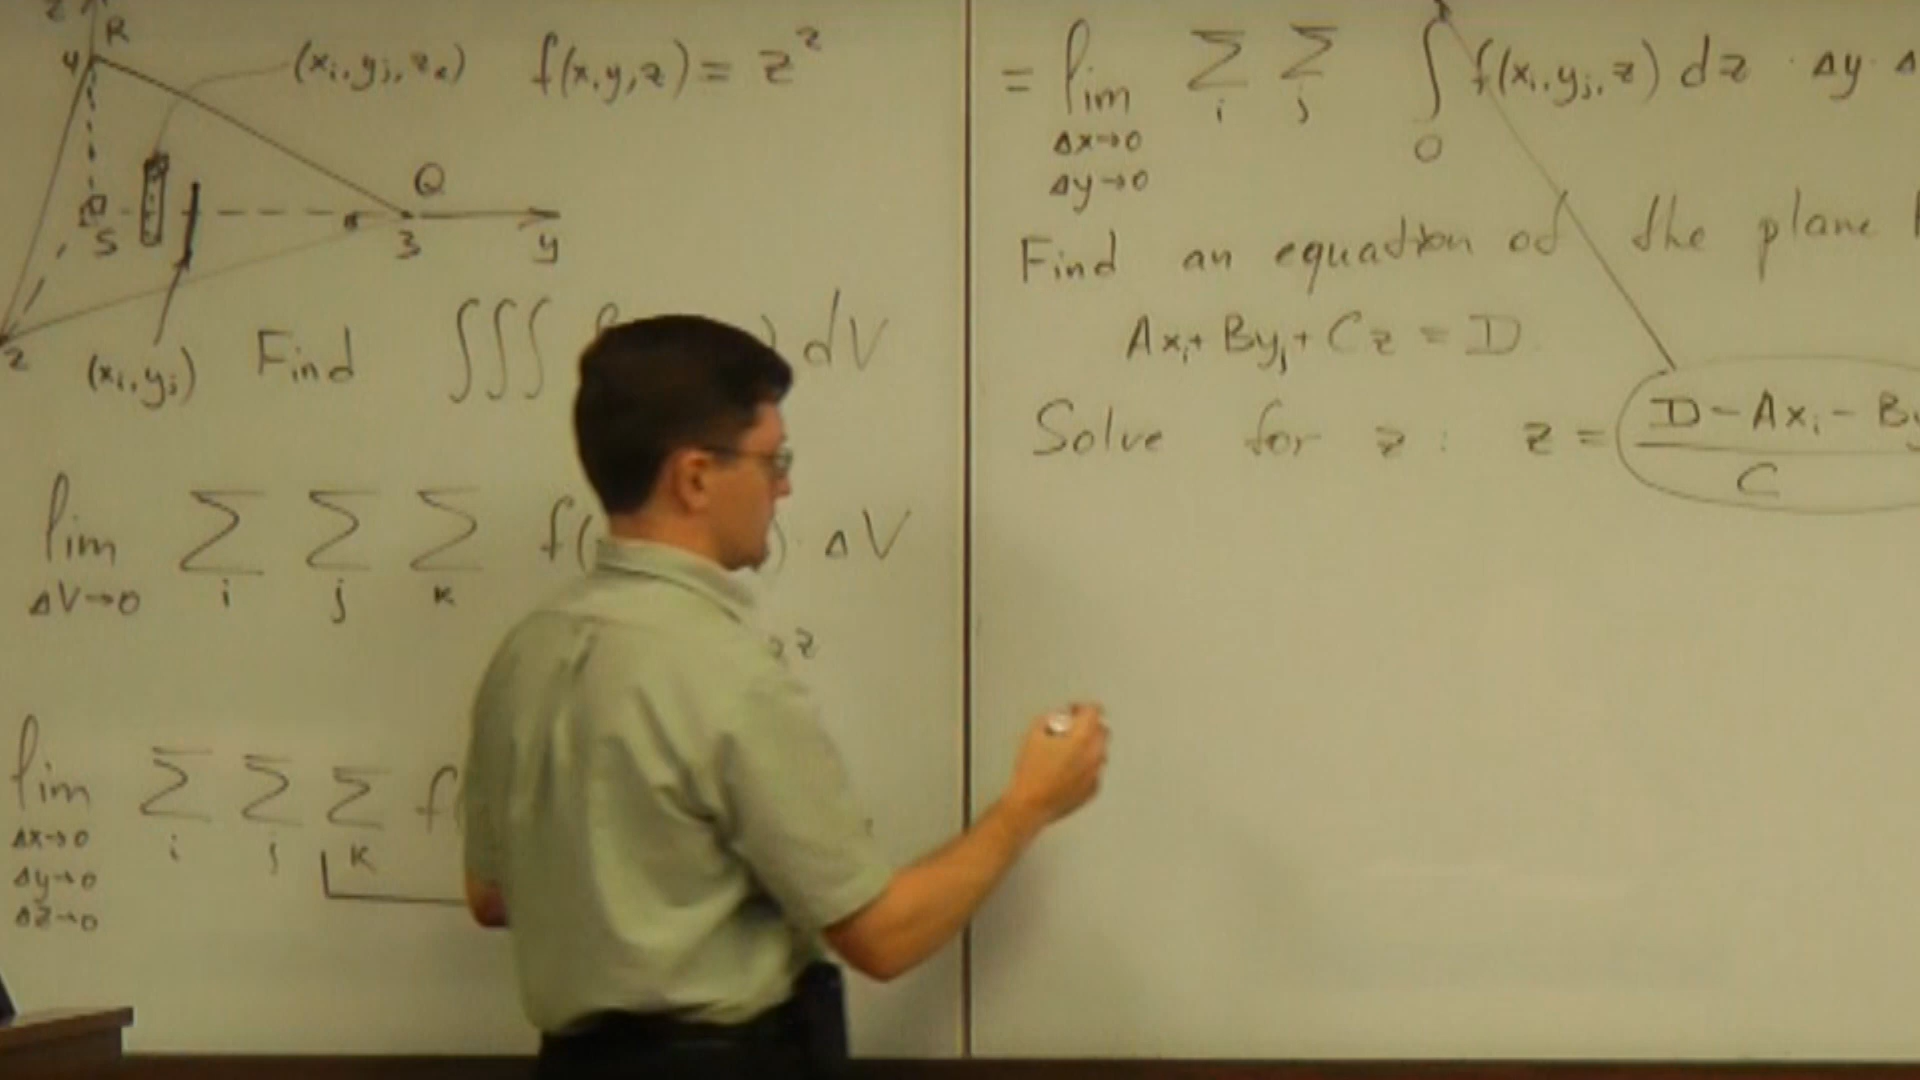 z
R
4
(xᵢ, yⱼ, zₖ) f(x,y,z) = z²
Q
S
3
y
2
(xᵢ, yⱼ) Find ∭ dV
lim ∑ ∑ ∑ f( ) · ΔV
ΔV→0 i j k
z
lim ∑ ∑ ∑ f
Δx→0 i j k
Δy→0
Δz→0
= lim ∑ ∑ ∫ f(xᵢ, yⱼ, z) dz · Δy · Δ
Δx→0 i j 0
Δy→0
Find an equation of the plane
Axᵢ + Byⱼ + Cz = D
Solve for z : z = D − Axᵢ − By
C